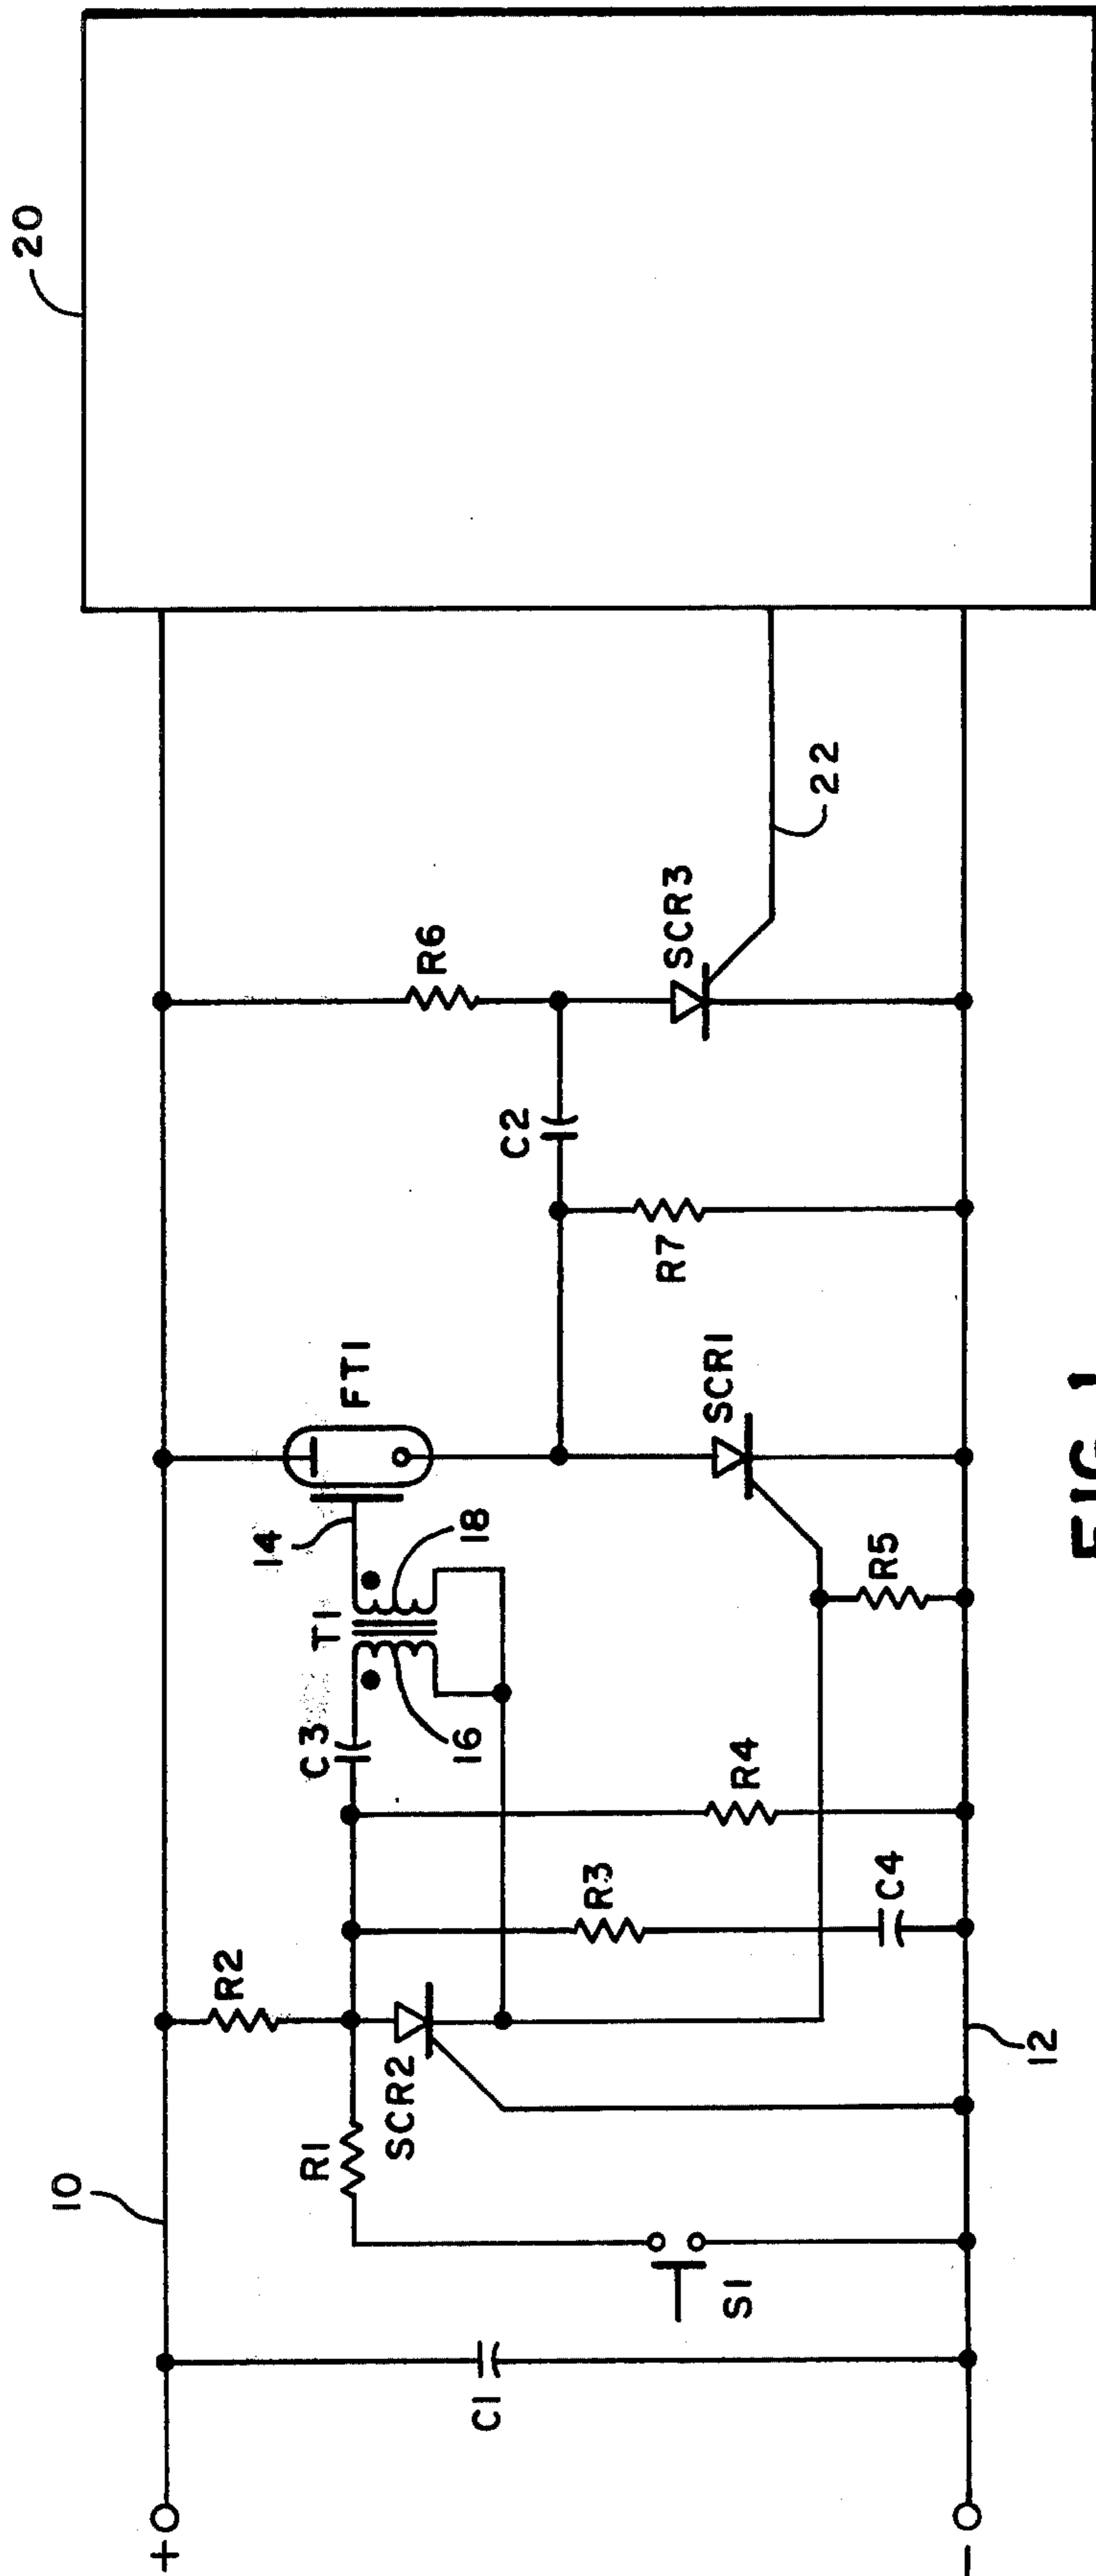 20
10
R2
R6
FT1
14
T1
18
C3
16
R1
SCR2
R3
R4
C2
SCR3
22
SCR1
R7
R5
C4
C1
S1
12
+
-
FIG. 1